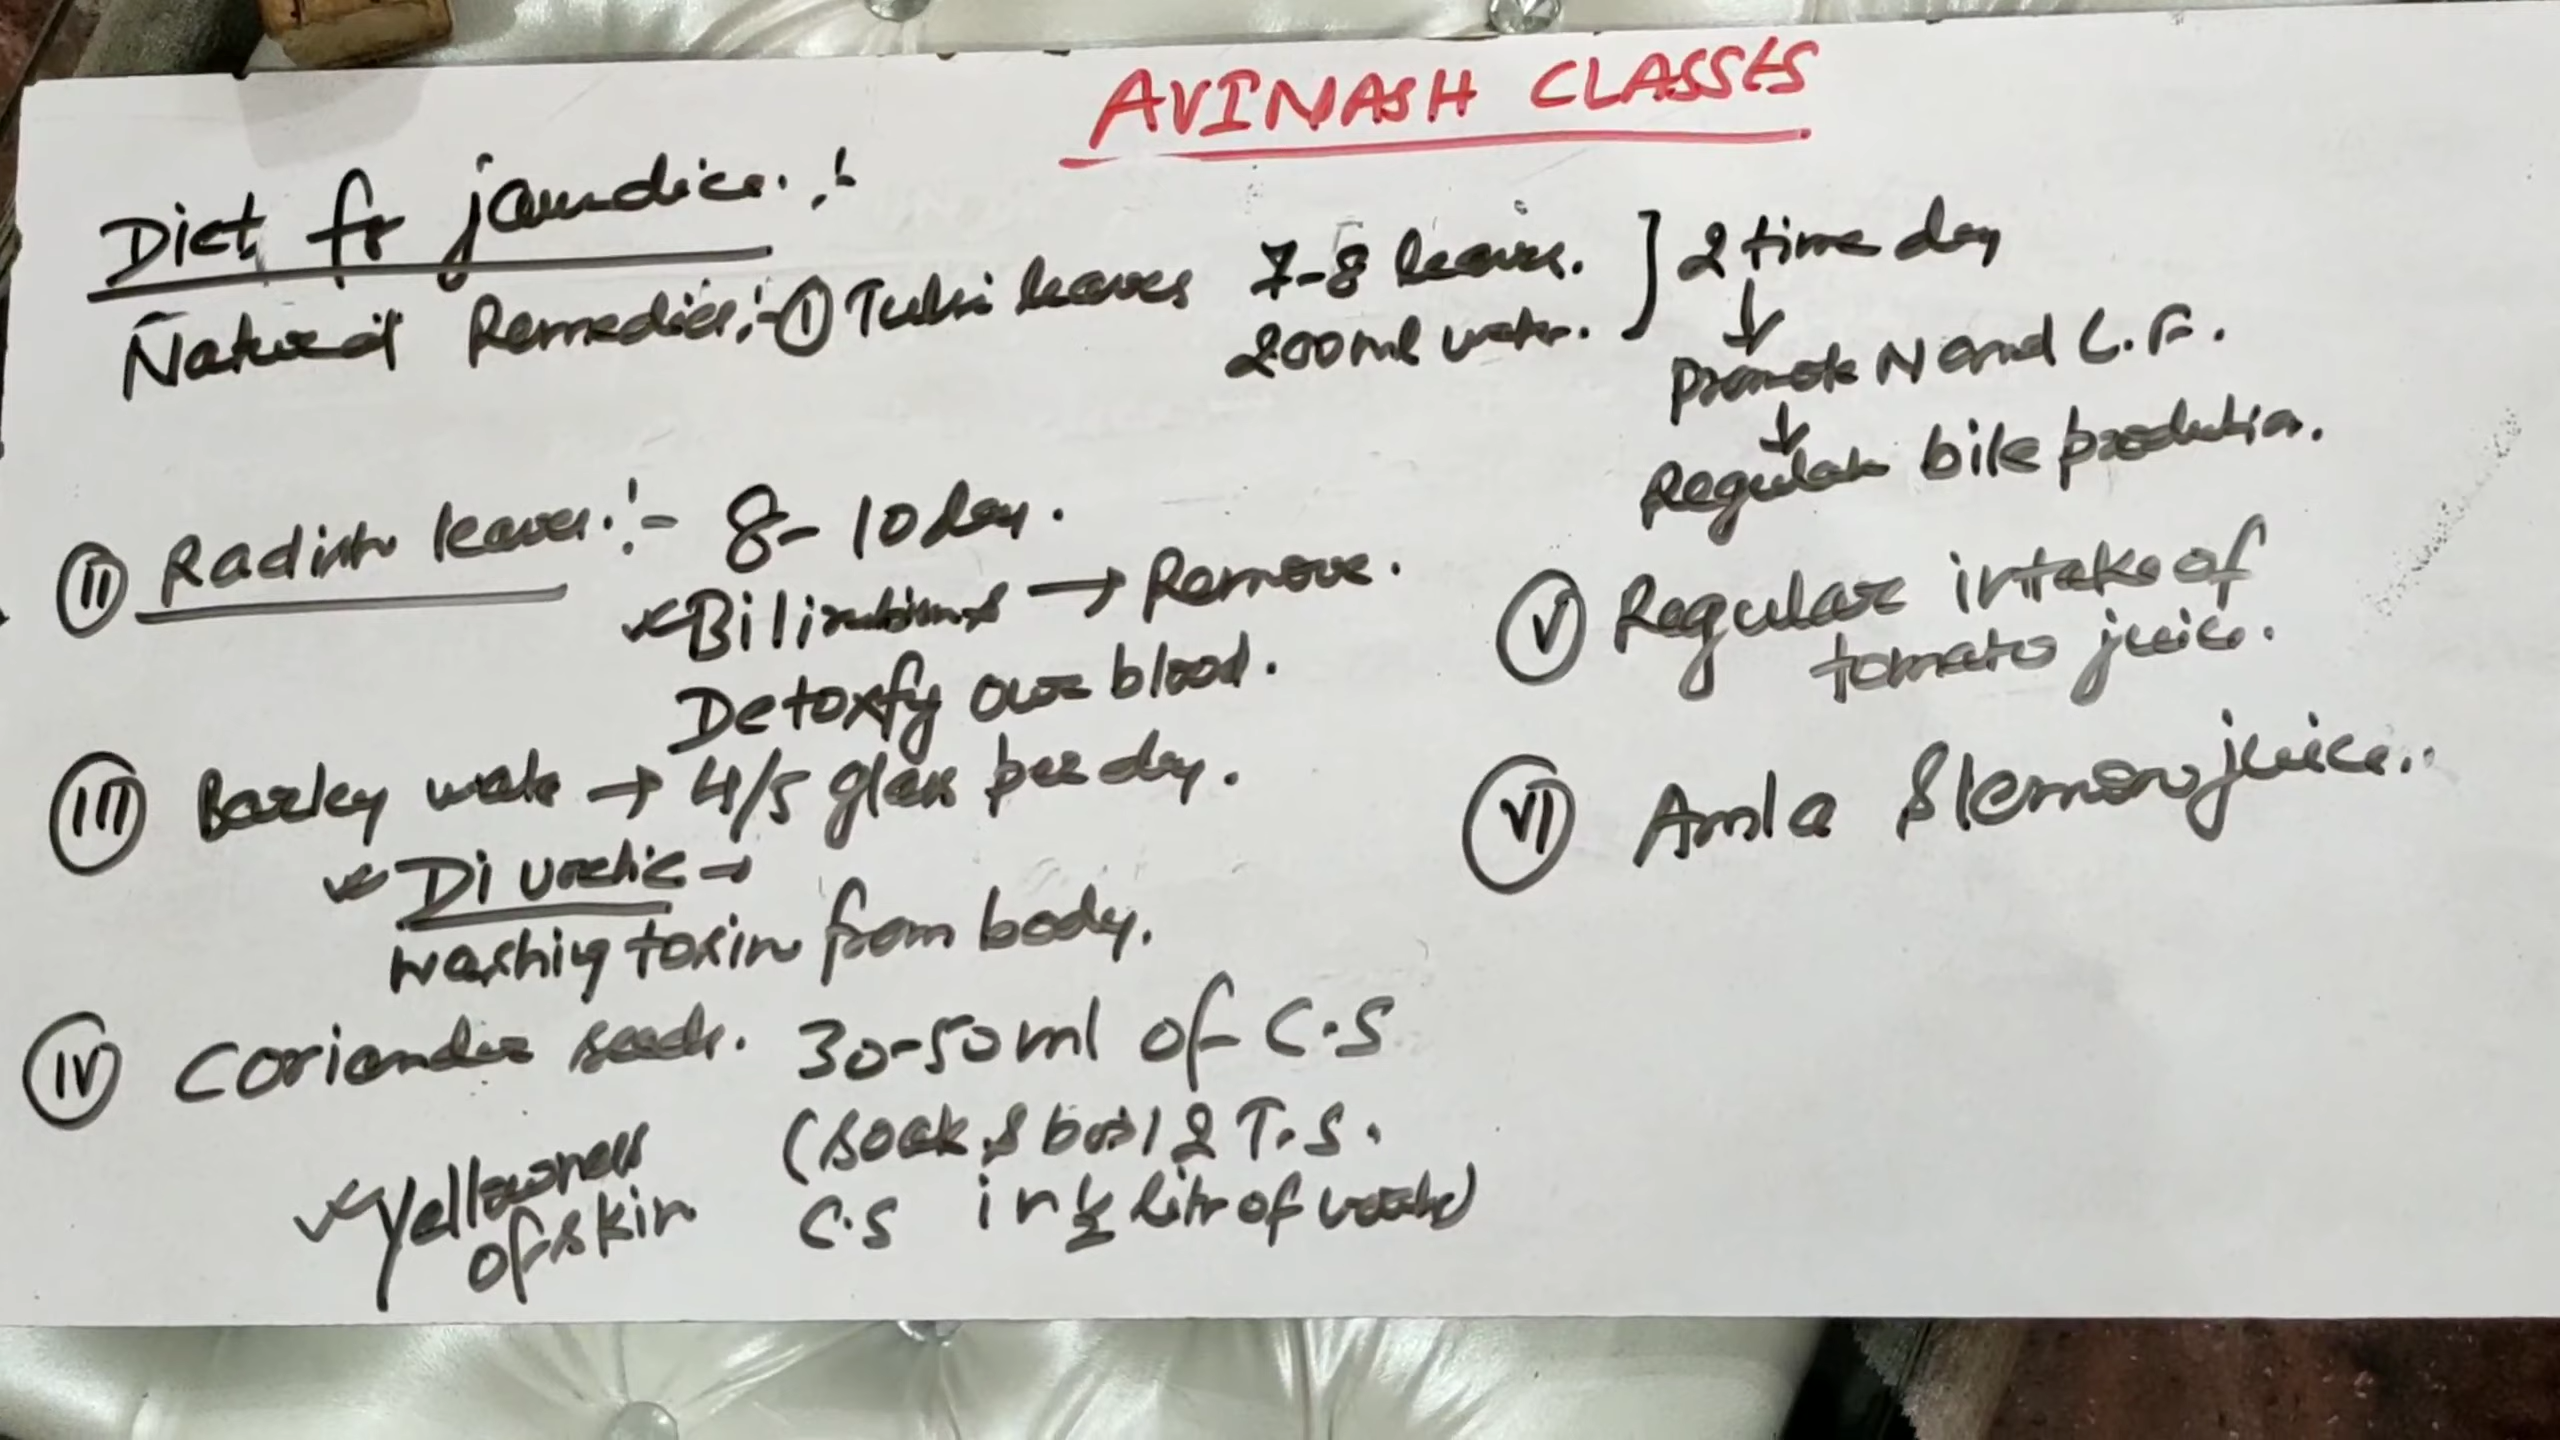 AVINASH CLASSES
Diet for jaundice :
Natural Remedies:- (I) Tulsi leaves 7-8 leaves. ] 2 time day
200ml water.
↓
Promote N and L.F.
↓
Regulate bile production.
(II) Radish leaves :- 8-10 day.
* Bilirubin → Remove.
Detoxfy our blood.
(III) Barley water → 4/5 glass per day.
* Diuretic →
washing toxin from body.
(IV) Coriander seeds. 30-50ml of C.S
(soak & boil 2 T.S.
C.S in ½ litr of water)
* Yellowness
of skin
(V) Regular intake of
tomato juice.
(VI) Amla & lemon juice.